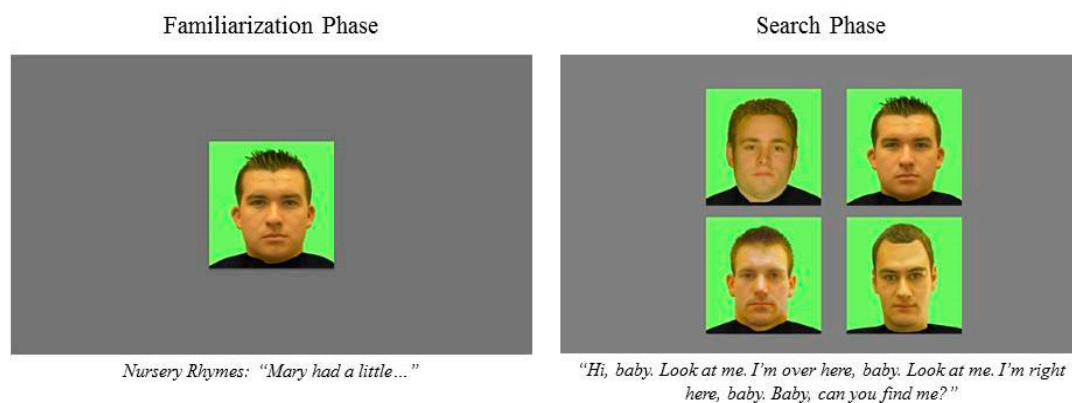 Familiarization Phase
Search Phase
Nursery Rhymes: “Mary had a little…”
“Hi, baby. Look at me. I’m over here, baby. Look at me. I’m right
here, baby. Baby, can you find me?”